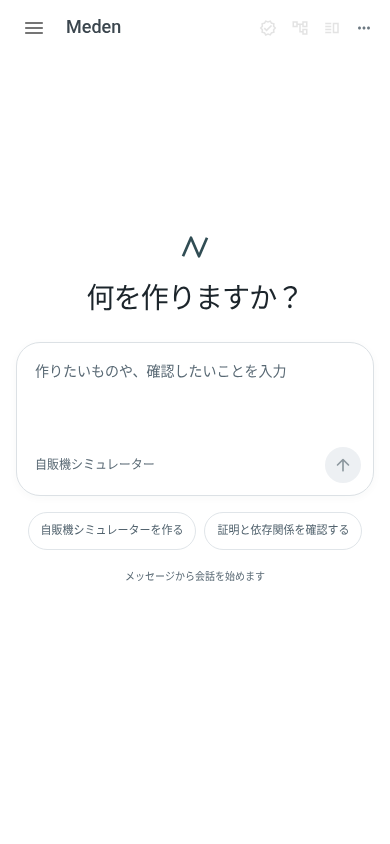 Meden
何を作りますか？
作りたいものや、確認したいことを入力
自販機シミュレーター
自販機シミュレーターを作る
証明と依存関係を確認する
メッセージから会話を始めます